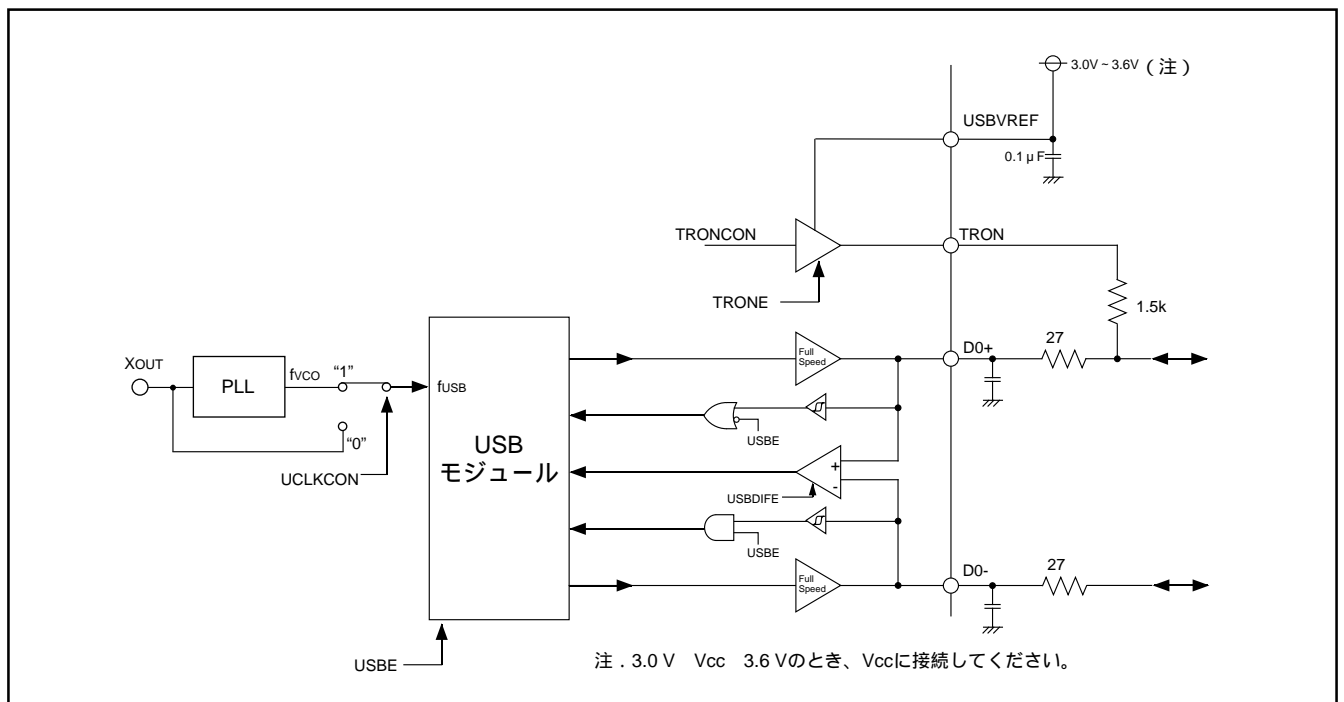 3.0V ~ 3.6V（注）
USBVREF
0.1 μ F
TRONCON
TRON
TRONE
1.5k
XOUT
PLL
fVCO
“1”
“0”
UCLKCON
fUSB
USB
モジュール
USBE
Full
Speed
D0+
27
USBE
+
-
USBDIFE
USBE
Full
Speed
D0-
27
注．3.0 V Vcc 3.6 Vのとき、Vccに接続してください。